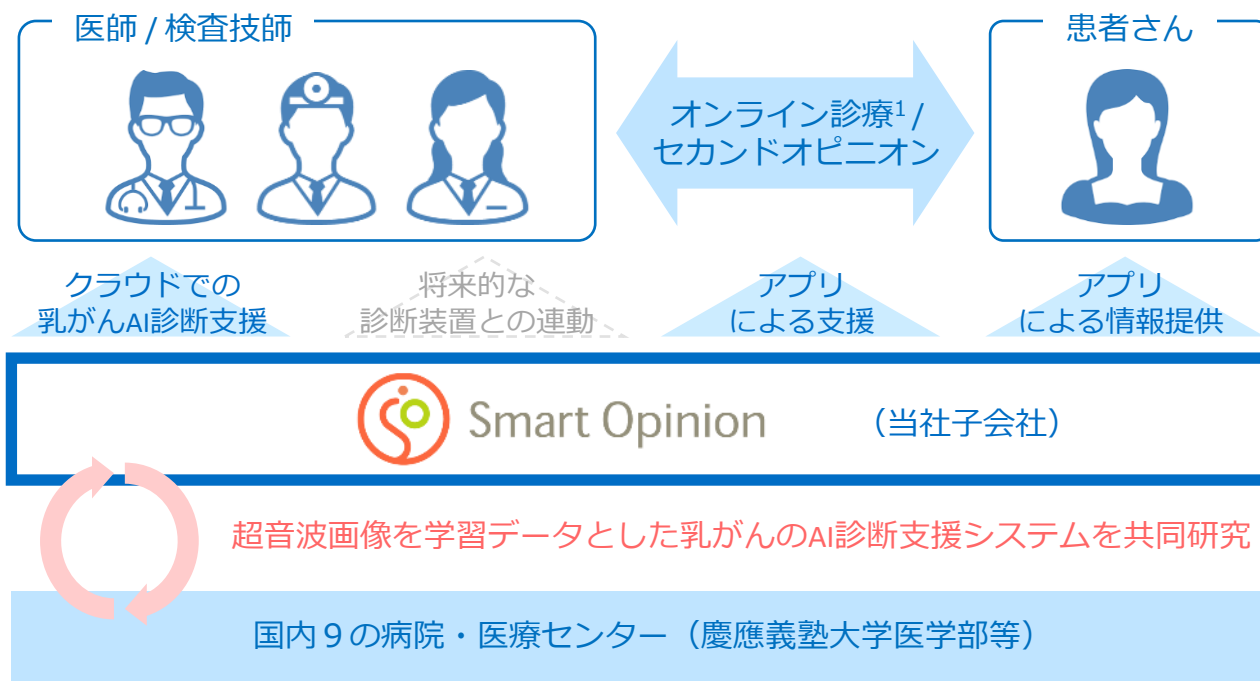 医師 / 検査技師
患者さん
オンライン診療1 /
セカンドオピニオン
クラウドでの
乳がんAI診断支援
将来的な
診断装置との連動
アプリ
による支援
アプリ
による情報提供
Smart Opinion （当社子会社）
超音波画像を学習データとした乳がんのAI診断支援システムを共同研究
国内９の病院・医療センター（慶應義塾大学医学部等）